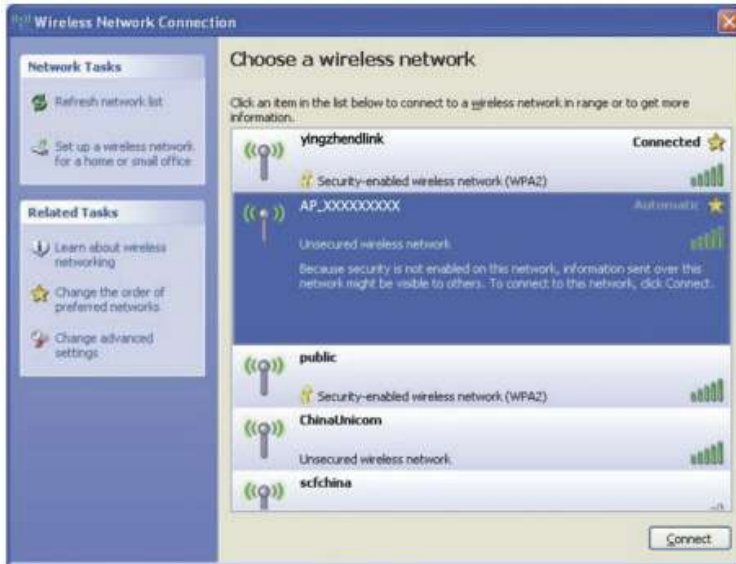 Wireless Network Connection
Network Tasks
Refresh network list
Set up a wireless network
for a home or small office
Related Tasks
Learn about wireless
networking
Change the order of
preferred networks
Change advanced
settings
Choose a wireless network
Click an item in the list below to connect to a wireless network in range or to get more
information.
yingzhendlink
Connected
Security-enabled wireless network (WPA2)
AP_XXXXXXXXX
Automatic
Unsecured wireless network
Because security is not enabled on this network, information sent over this
network might be visible to others. To connect to this network, click Connect.
public
Security-enabled wireless network (WPA2)
ChinaUnicom
Unsecured wireless network
scfchina
Connect